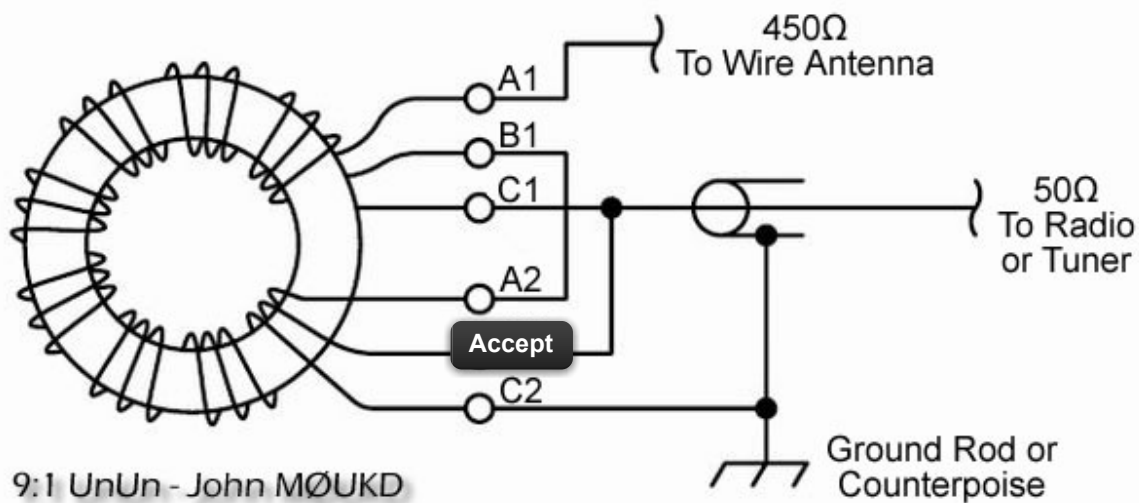 450Ω
To Wire Antenna
A1
B1
C1
50Ω
To Radio
or Tuner
A2
Accept
C2
Ground Rod or
Counterpoise
9:1 UnUn - John MØUKD